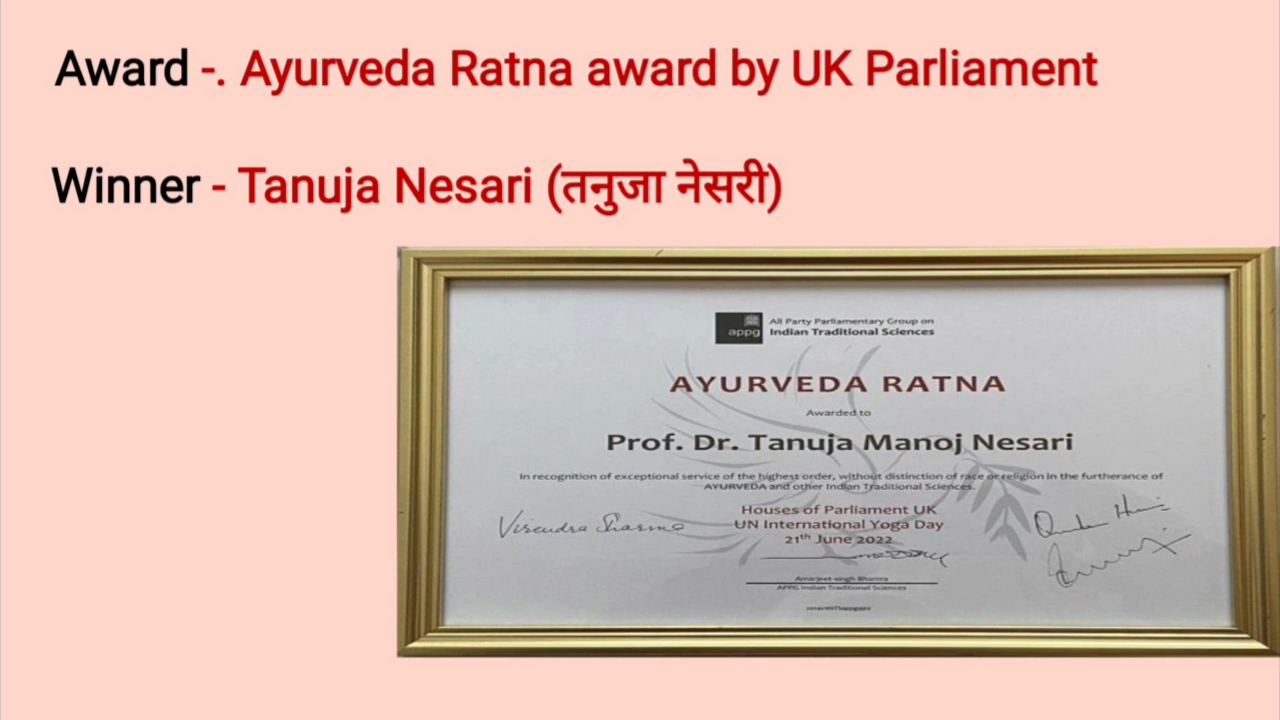 Award -. Ayurveda Ratna award by UK Parliament
Winner - Tanuja Nesari (तनुजा नेसरी)
appg
All Party Parliamentary Group on
Indian Traditional Sciences
AYURVEDA RATNA
Awarded to
Prof. Dr. Tanuja Manoj Nesari
In recognition of exceptional service of the highest order, without distinction of race or religion in the furtherance of
AYURVEDA and other Indian Traditional Sciences.
Houses of Parliament UK
UN International Yoga Day
21th June 2022
Virendra Sharma
Amarjeet-singh Bhamra
APPG Indian Traditional Sciences